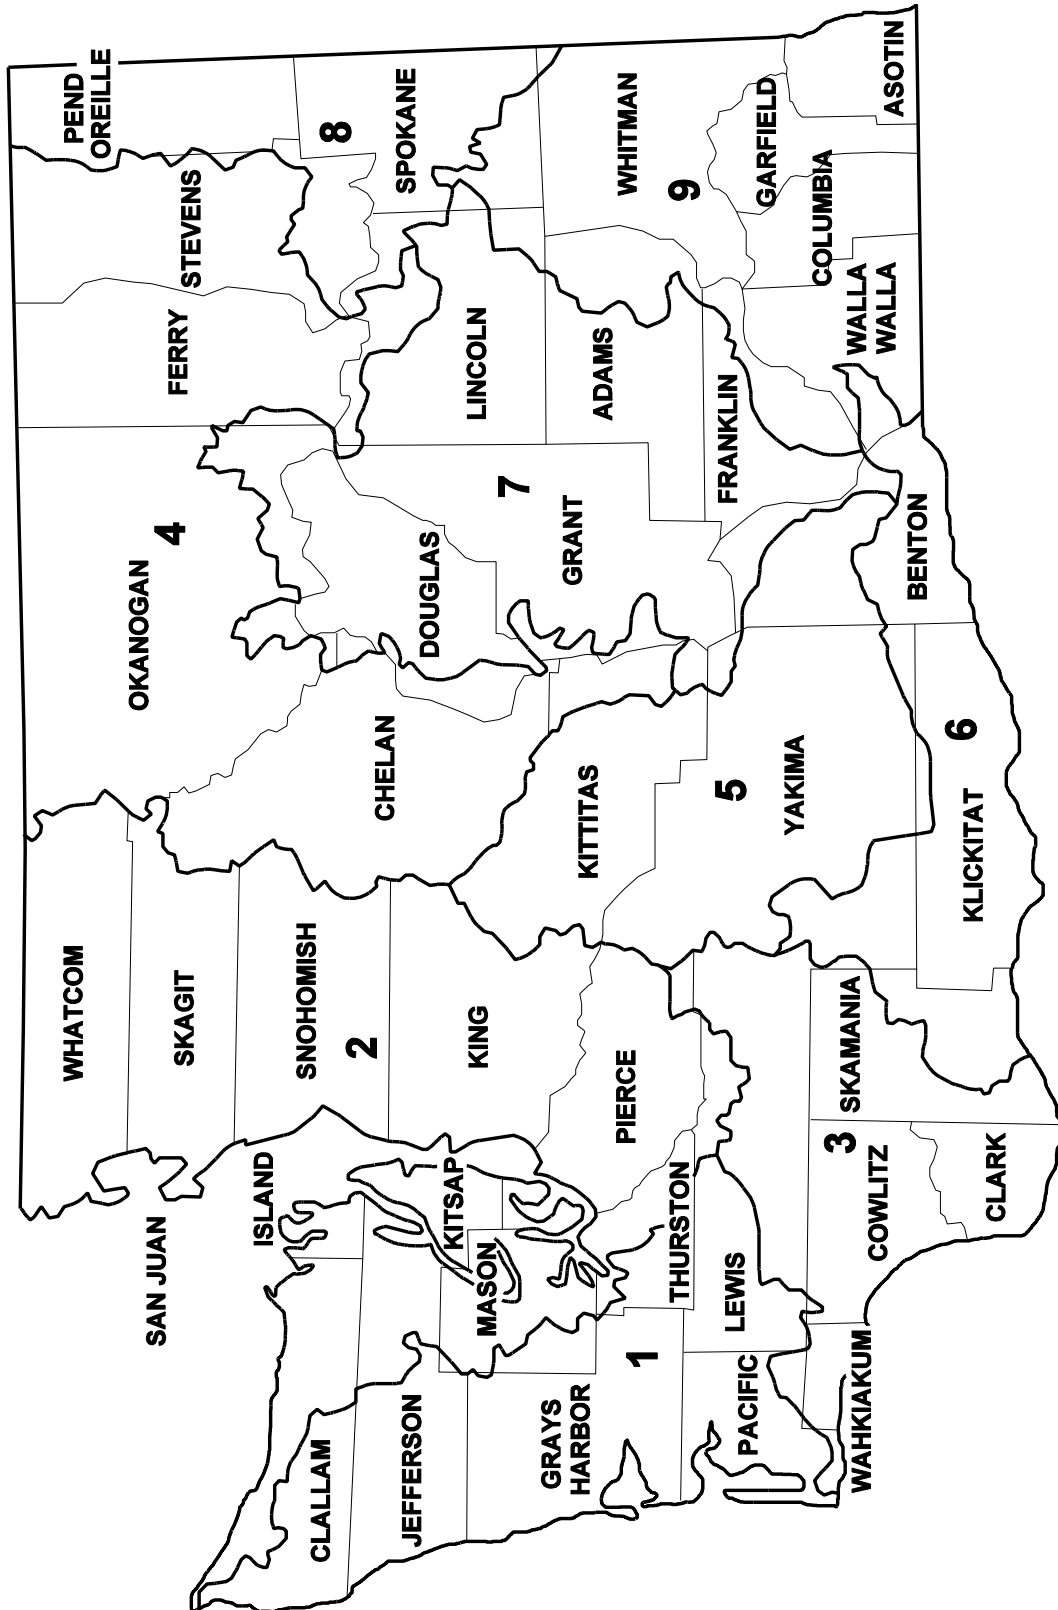 WHATCOM
SKAGIT
SAN JUAN
ISLAND
SNOHOMISH
2
CLALLAM
JEFFERSON
KITSAP
MASON
KING
GRAYS
HARBOR
1
PIERCE
THURSTON
LEWIS
PACIFIC
WAHKIAKUM
COWLITZ
3
SKAMANIA
CLARK
OKANOGAN
4
CHELAN
DOUGLAS
KITTITAS
5
YAKIMA
6
KLICKITAT
GRANT
7
BENTON
FERRY
STEVENS
PEND
OREILLE
8
SPOKANE
LINCOLN
ADAMS
FRANKLIN
WHITMAN
9
GARFIELD
COLUMBIA
WALLA
WALLA
ASOTIN